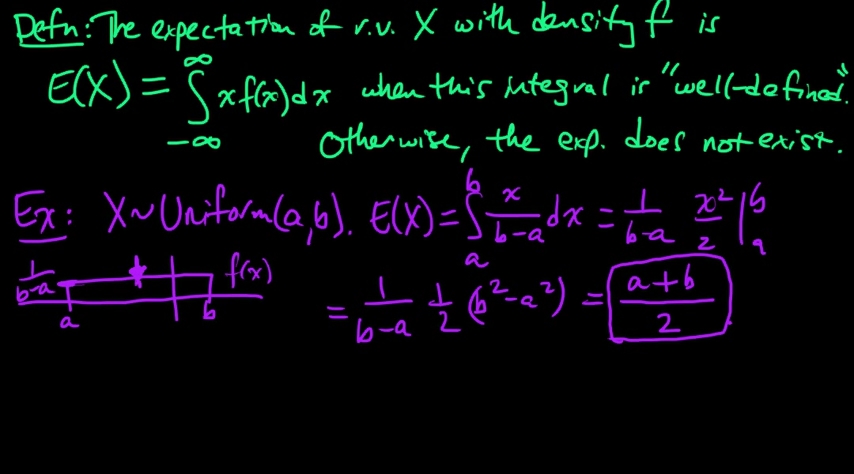 Defn: The expectation of r.v. X with density f is
E(X) = ∫_{-∞}^{∞} x f(x) dx when this integral is "well-defined".
Otherwise, the exp. does not exist.
Ex: X ~ Uniform(a,b). E(X) = ∫_a^b x/(b-a) dx = 1/(b-a) x²/2 |_a^b
1/(b-a) f(x)
a b
= 1/(b-a) 1/2 (b²-a²) = (a+b)/2